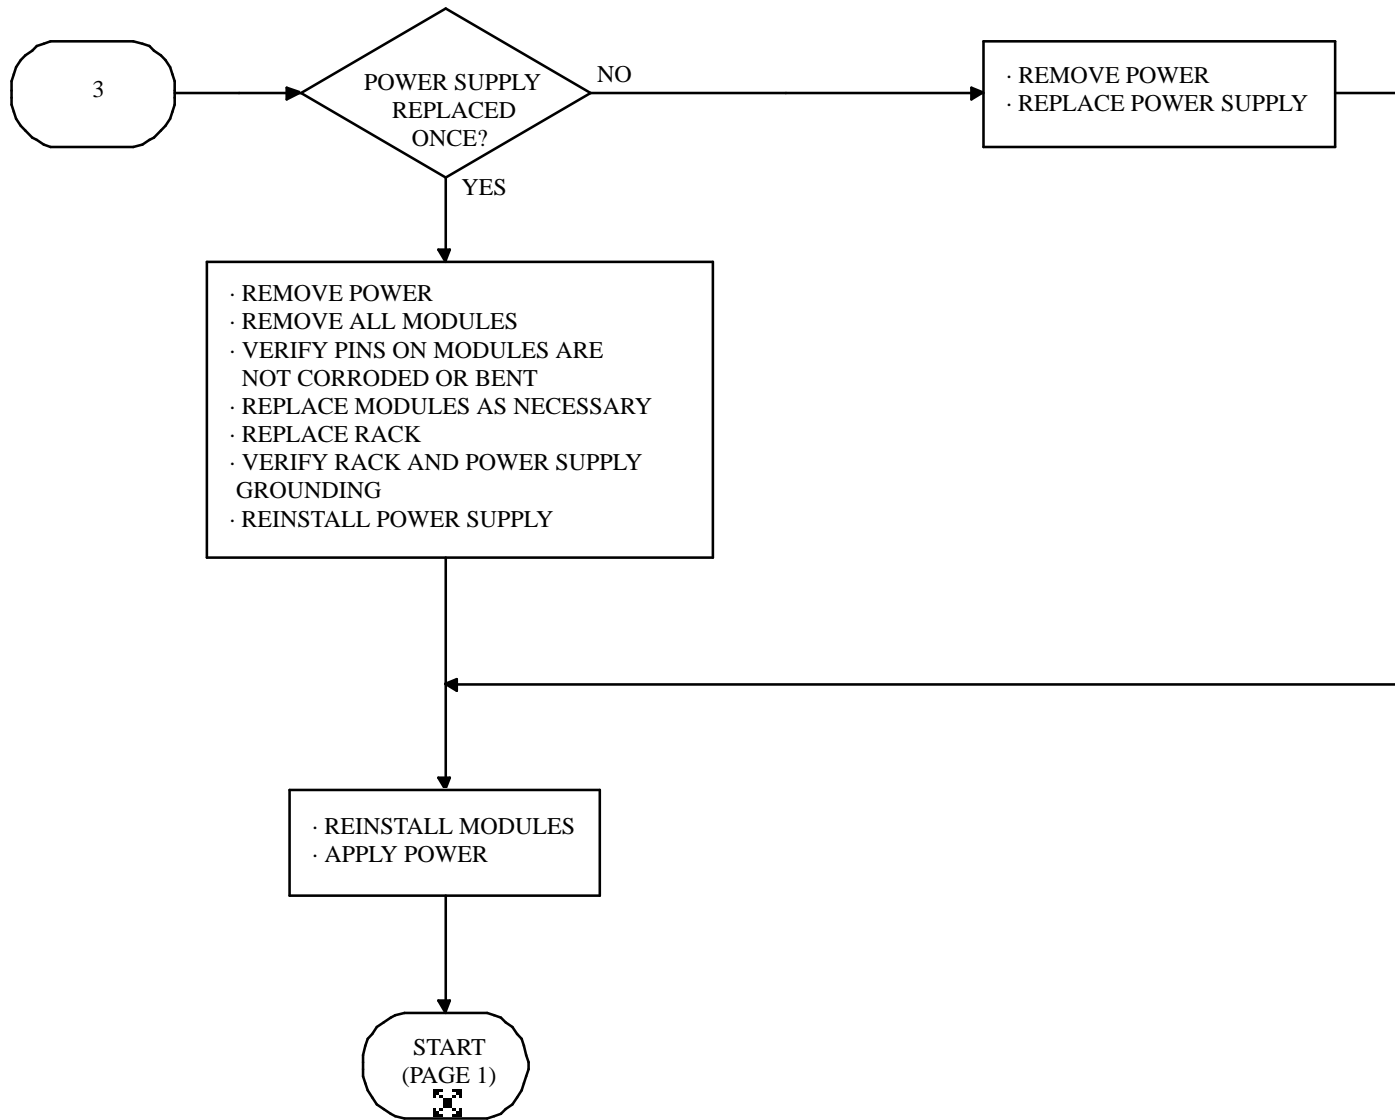 3
POWER SUPPLY
REPLACED
ONCE?
NO
· REMOVE POWER
· REPLACE POWER SUPPLY
YES
· REMOVE POWER
· REMOVE ALL MODULES
· VERIFY PINS ON MODULES ARE
NOT CORRODED OR BENT
· REPLACE MODULES AS NECESSARY
· REPLACE RACK
· VERIFY RACK AND POWER SUPPLY
GROUNDING
· REINSTALL POWER SUPPLY
· REINSTALL MODULES
· APPLY POWER
START
(PAGE 1)